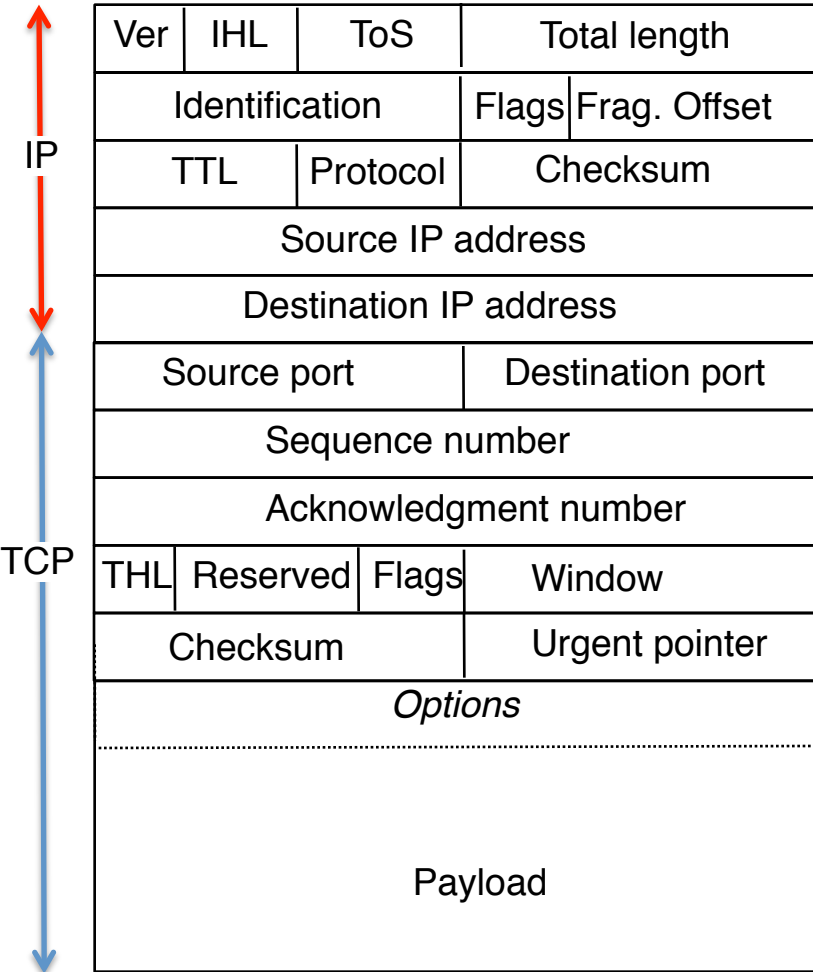 Ver IHL ToS Total length
Identification Flags Frag. Offset
IP
TTL Protocol Checksum
Source IP address
Destination IP address
Source port Destination port
Sequence number
Acknowledgment number
TCP
THL Reserved Flags Window
Checksum Urgent pointer
Options
Payload